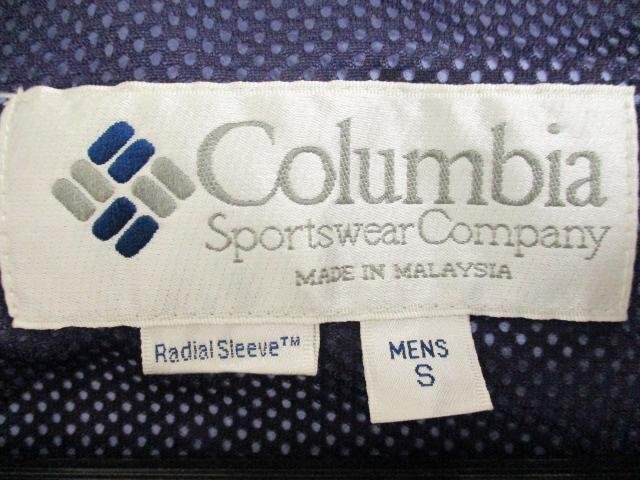 Columbia
Sportswear Company
MADE IN MALAYSIA
Radial Sleeve™
MENS
S